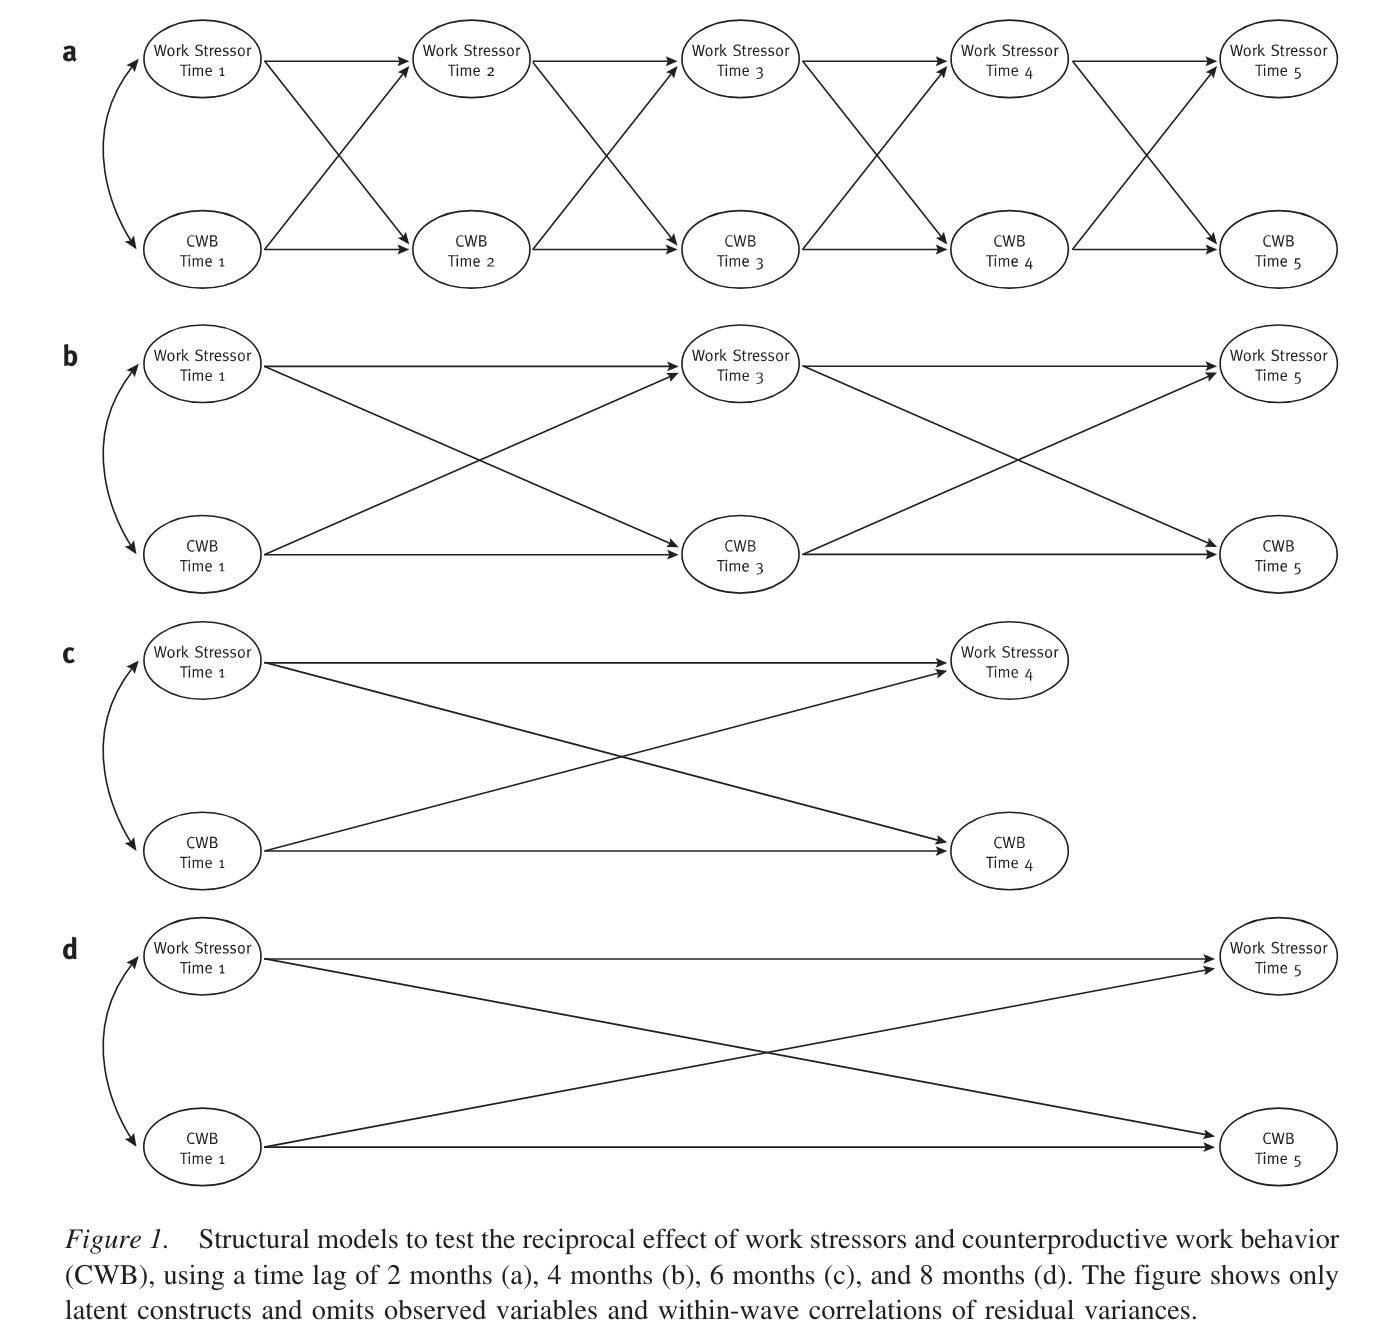 a
Work Stressor
Time 1
Work Stressor
Time 2
Work Stressor
Time 3
Work Stressor
Time 4
Work Stressor
Time 5
CWB
Time 1
CWB
Time 2
CWB
Time 3
CWB
Time 4
CWB
Time 5
b
Work Stressor
Time 1
Work Stressor
Time 3
Work Stressor
Time 5
CWB
Time 1
CWB
Time 3
CWB
Time 5
c
Work Stressor
Time 1
Work Stressor
Time 4
CWB
Time 1
CWB
Time 4
d
Work Stressor
Time 1
Work Stressor
Time 5
CWB
Time 1
CWB
Time 5
Figure 1. Structural models to test the reciprocal effect of work stressors and counterproductive work behavior
(CWB), using a time lag of 2 months (a), 4 months (b), 6 months (c), and 8 months (d). The figure shows only
latent constructs and omits observed variables and within-wave correlations of residual variances.